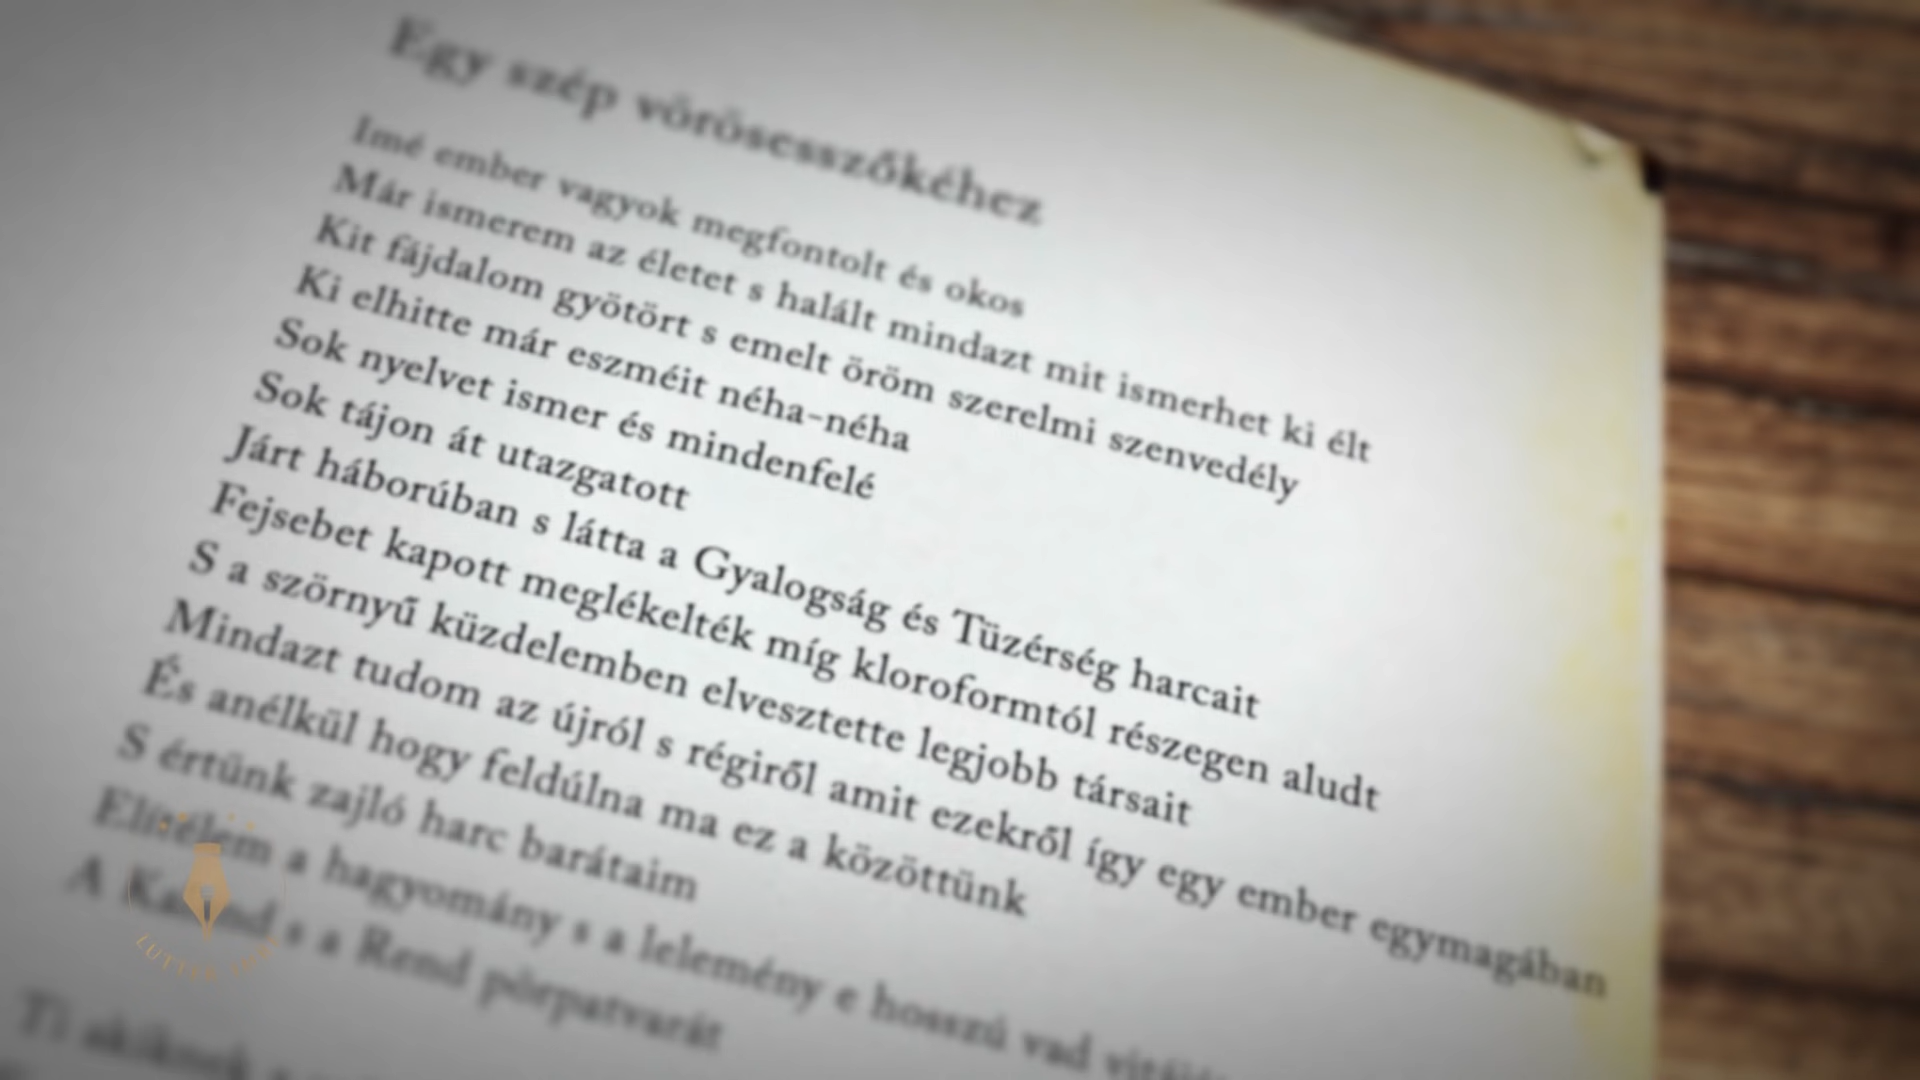 Egy szép vörösesszőkéhez
Imé ember vagyok megfontolt és okos
Már ismerem az életet s halált mindazt mit ismerhet ki élt
Kit fájdalom gyötört s emelt öröm szerelmi szenvedély
Ki elhitte már eszméit néha-néha
Sok nyelvet ismer és mindenfelé
Sok tájon át utazgatott
Járt háborúban s látta a Gyalogság és Tüzérség harcait
Fejsebet kapott meglékelték míg kloroformtól részegen aludt
S a szörnyű küzdelemben elvesztette legjobb társait
Mindazt tudom az újról s régiről amit ezekről így egy ember egymagában
És anélkül hogy feldúlna ma ez a közöttünk
S értünk zajló harc barátaim
Elítélem a hagyomány s a lelemény e hosszú vad
A Kaland s a Rend pörpatvarát
Ti akiknek